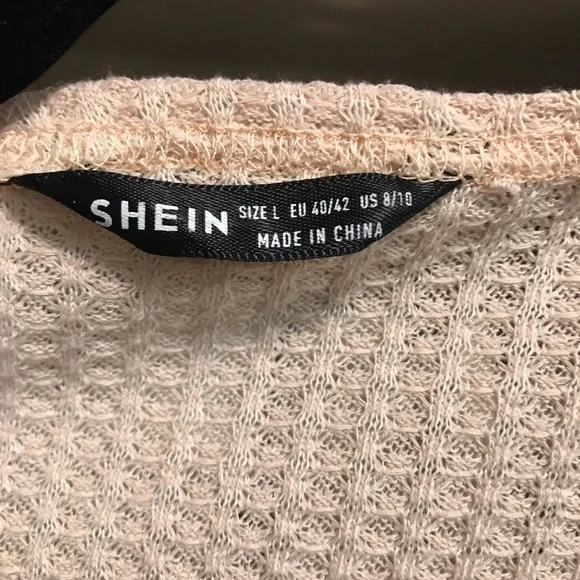 SHEIN SIZE L EU 40/42 US 8/10
MADE IN CHINA